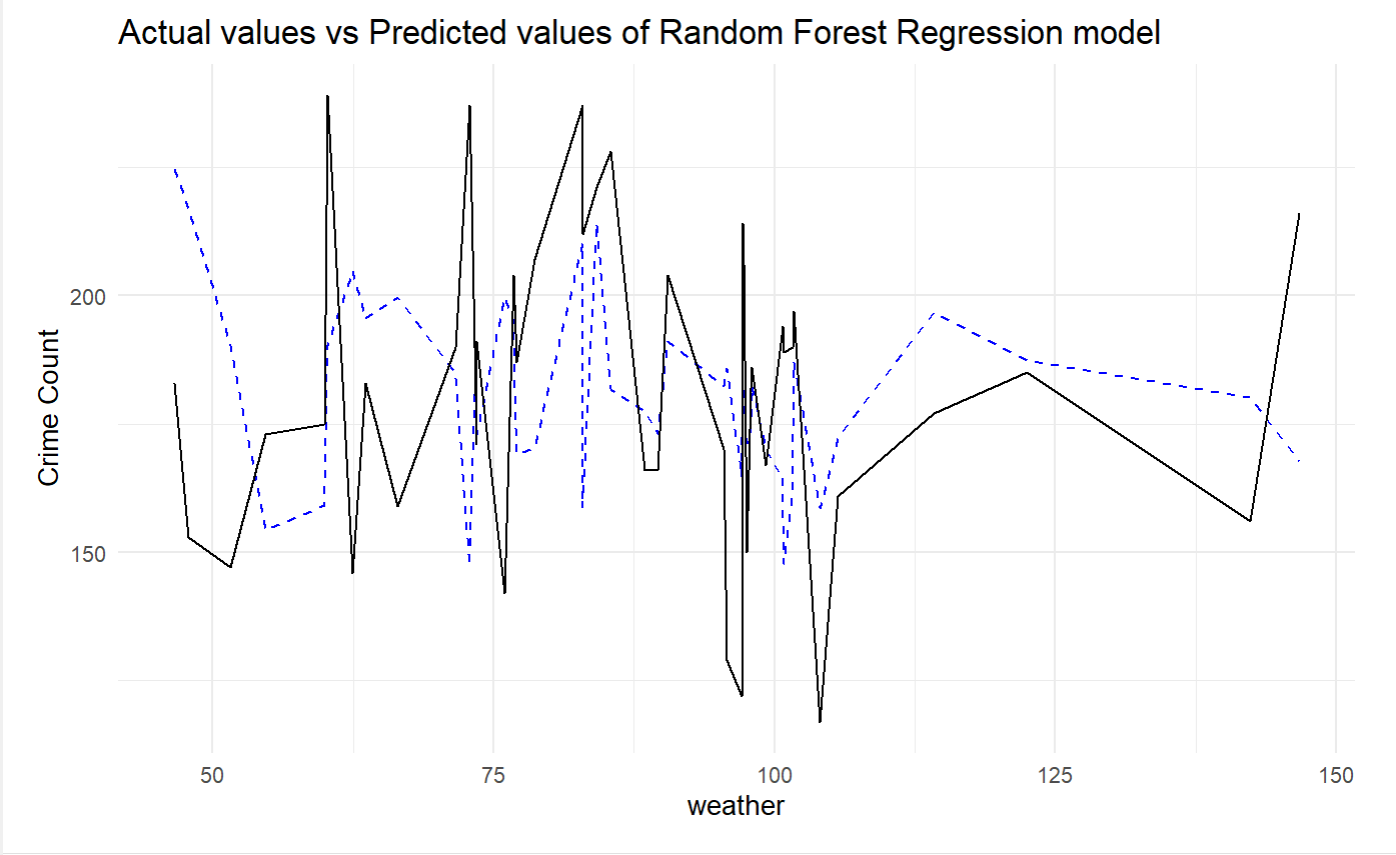 Actual values vs Predicted values of Random Forest Regression model
Crime Count
200
150
50 75 100 125 150
weather